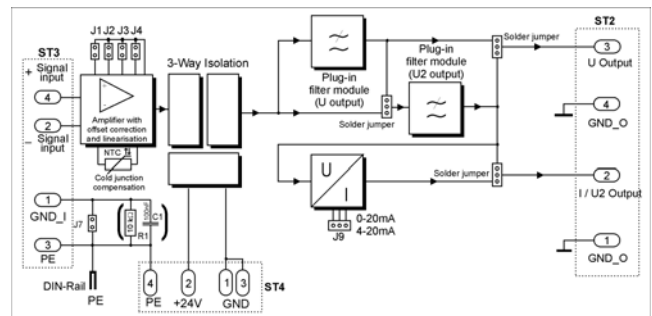 J1 J2 J3 J4
ST3
+ Signal input
4
2
– Signal input
Amplifier with
offset correction
and linearisation
NTC
Cold junction
compensation
3-Way Isolation
Plug-in
filter module
(U output)
Solder jumper
Plug-in
filter module
(U2 output)
Solder jumper
ST2
3
U Output
4
GND_O
U
I
J9
0-20mA
4-20mA
Solder jumper
2
I / U2 Output
1
GND_O
1
GND_I
J7
R1
C1
3
PE
DIN-Rail
PE
4
PE
2
+24V
1
3
GND
ST4